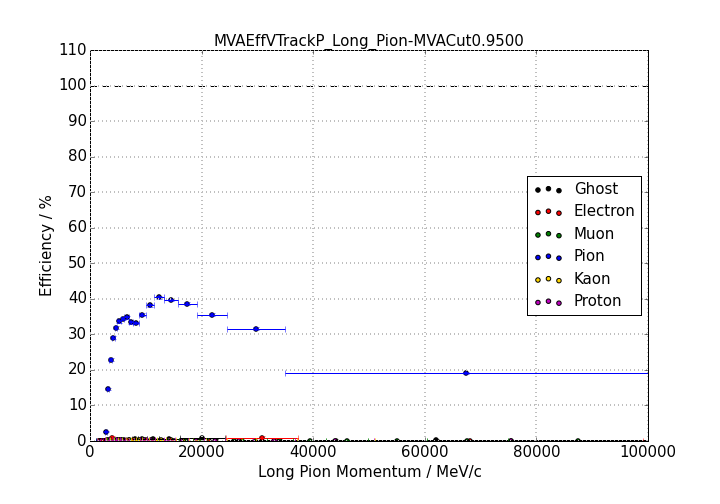 MVAEffVTrackP_Long_Pion-MVACut0.9500
110
100
90
80
70
60
50
40
30
20
10
0
Efficiency / %
Ghost
Electron
Muon
Pion
Kaon
Proton
0 20000 40000 60000 80000 100000
Long Pion Momentum / MeV/c